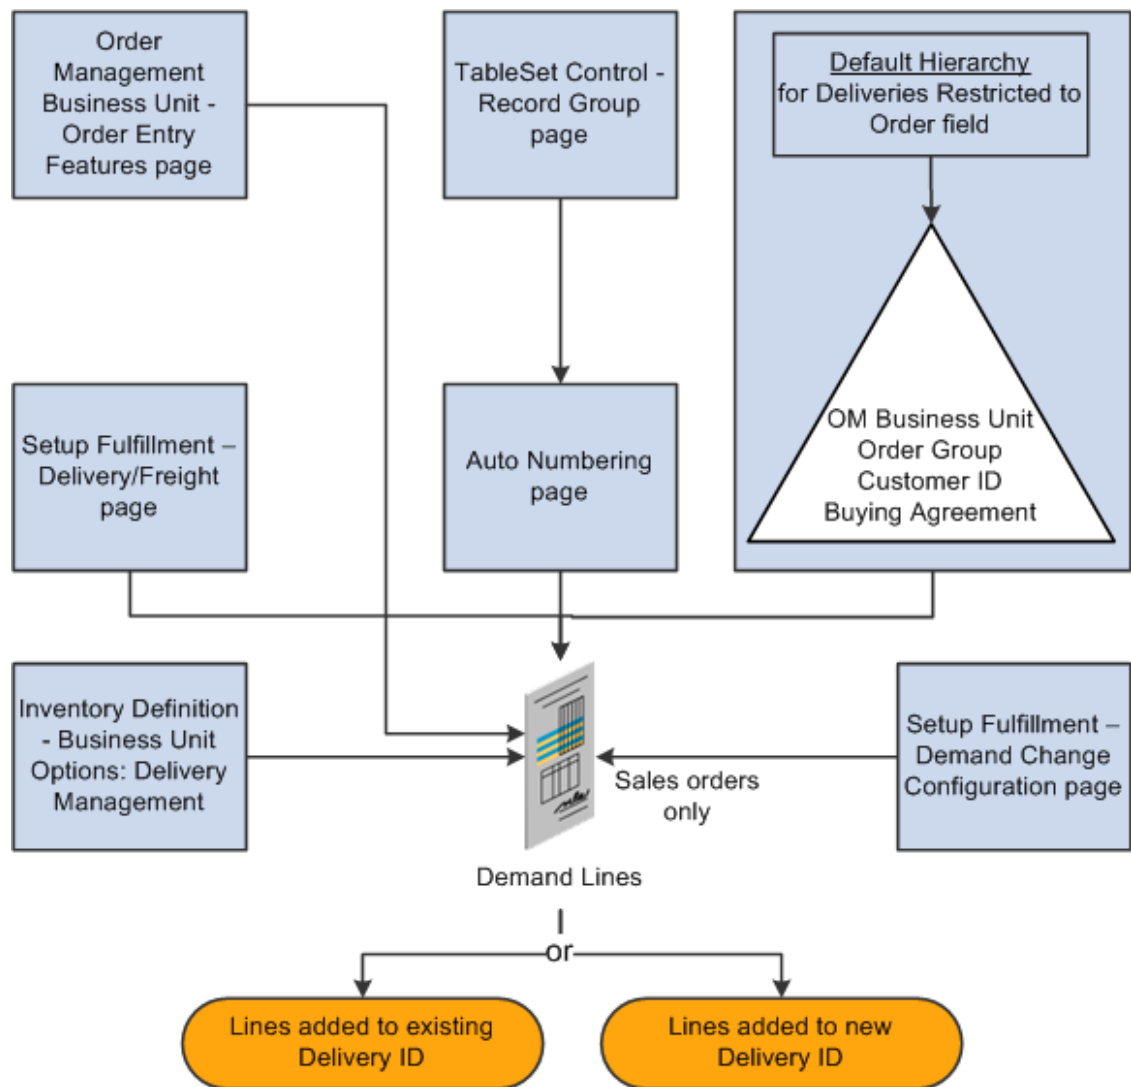 Order
Management
Business Unit -
Order Entry
Features page
TableSet Control -
Record Group
page
Default Hierarchy
for Deliveries Restricted to
Order field
Setup Fulfillment –
Delivery/Freight
page
Auto Numbering
page
OM Business Unit
Order Group
Customer ID
Buying Agreement
Inventory Definition
- Business Unit
Options: Delivery
Management
Sales orders
only
Setup Fulfillment –
Demand Change
Configuration page
Demand Lines
or
Lines added to existing
Delivery ID
Lines added to new
Delivery ID